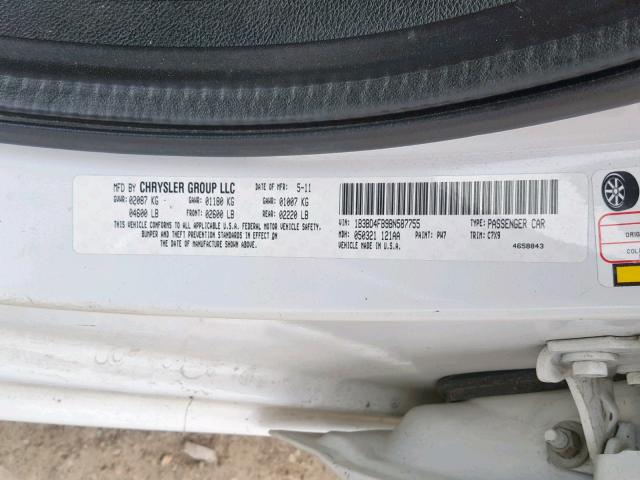 MFD BY CHRYSLER GROUP LLC DATE OF MFR: 5-11
GVWR: 02087 KG GAWR: 01180 KG GAWR: 01007 KG
04600 LB FRONT: 02600 LB REAR: 02220 LB
THIS VEHICLE CONFORMS TO ALL APPLICABLE U.S.A. FEDERAL MOTOR VEHICLE SAFETY,
BUMPER AND THEFT PREVENTION STANDARDS IN EFFECT ON
THE DATE OF MANUFACTURE SHOWN ABOVE.
VIN: 1B3BD4FB9BN587755 TYPE: PASSENGER CAR
MDH: 050321 121AA PAINT: PW7 TRIM: C7X9
VEHICLE MADE IN U.S.A. 4658843
ORIG
COLD